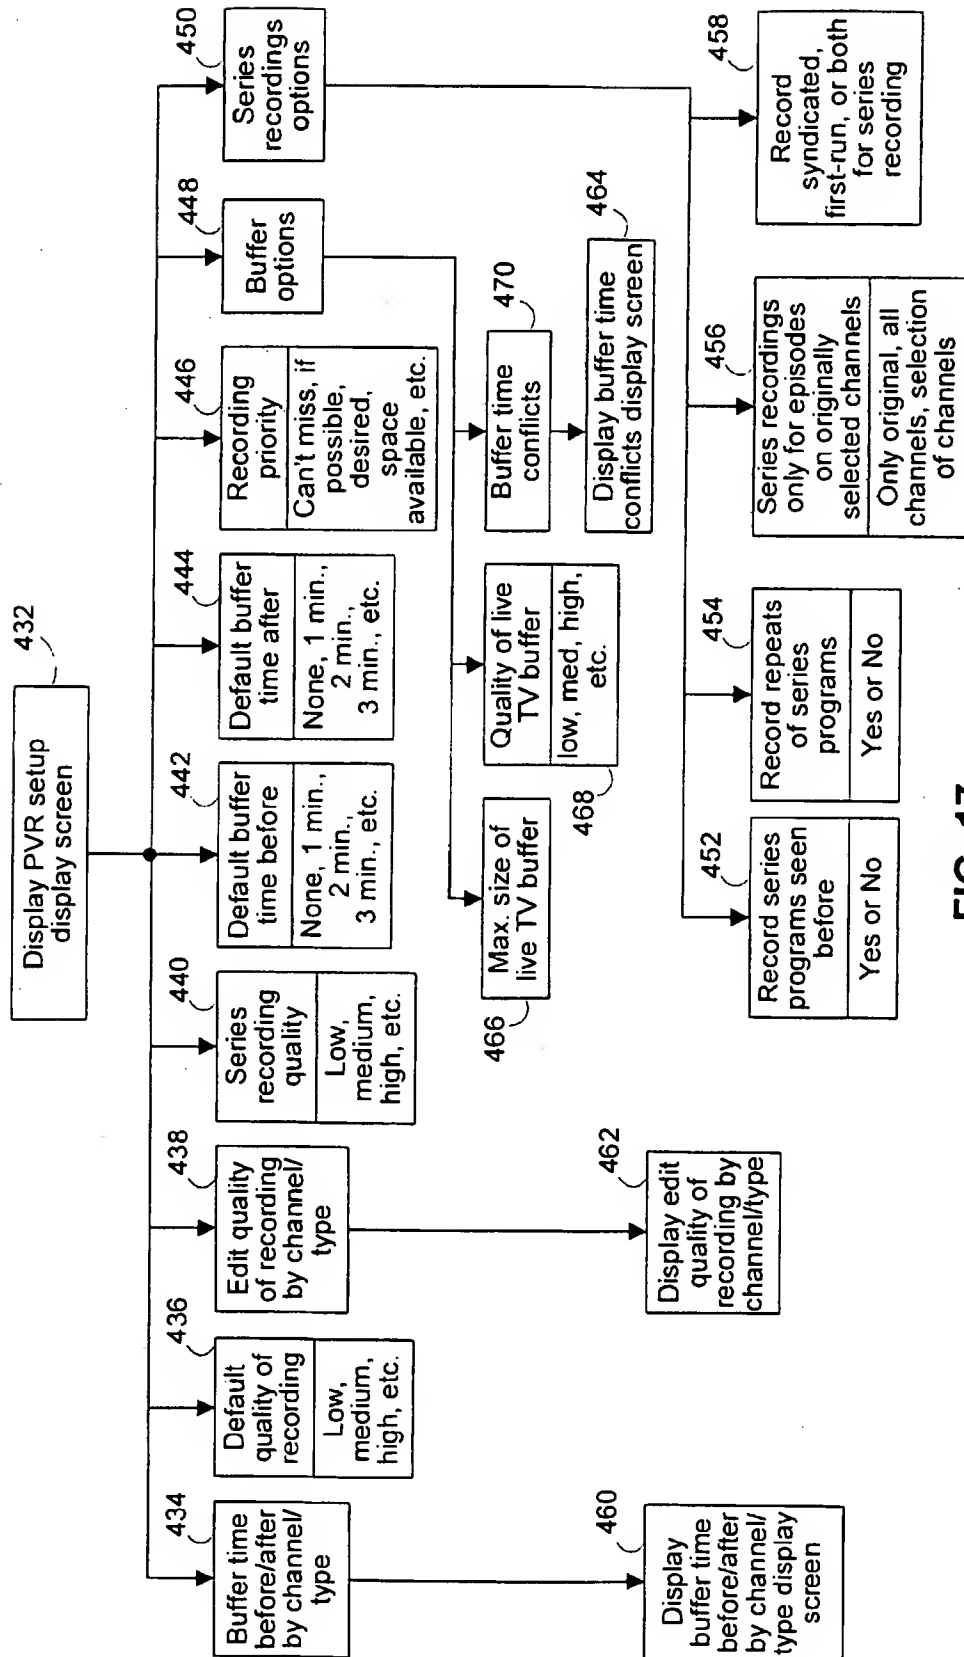 Display PVR setup
display screen
432
Buffer time
before/after
by channel/
type
434
Default
quality of
recording
436
Low,
medium,
high, etc.
Edit quality
of recording
by channel/
type
438
Series
recording
quality
440
Low,
medium,
high, etc.
Default buffer
time before
442
None, 1 min.,
2 min.,
3 min., etc.
Default buffer
time after
444
None, 1 min.,
2 min.,
3 min., etc.
Recording
priority
446
Can't miss, if
possible,
desired,
space
available, etc.
Buffer
options
448
Series
recordings
options
450
Max. size of
live TV buffer
466
Quality of live
TV buffer
low, med, high,
etc.
468
Buffer time
conflicts
470
Display buffer time
conflicts display screen
464
Display
buffer time
before/after
by channel/
type display
screen
460
Display edit
quality of
recording by
channel/type
462
Record series
programs seen
before
452
Yes or No
Record repeats
of series
programs
454
Yes or No
Series recordings
only for episodes
on originally
selected channels
456
Only original, all
channels, selection
of channels
Record
syndicated,
first-run, or both
for series
recording
458